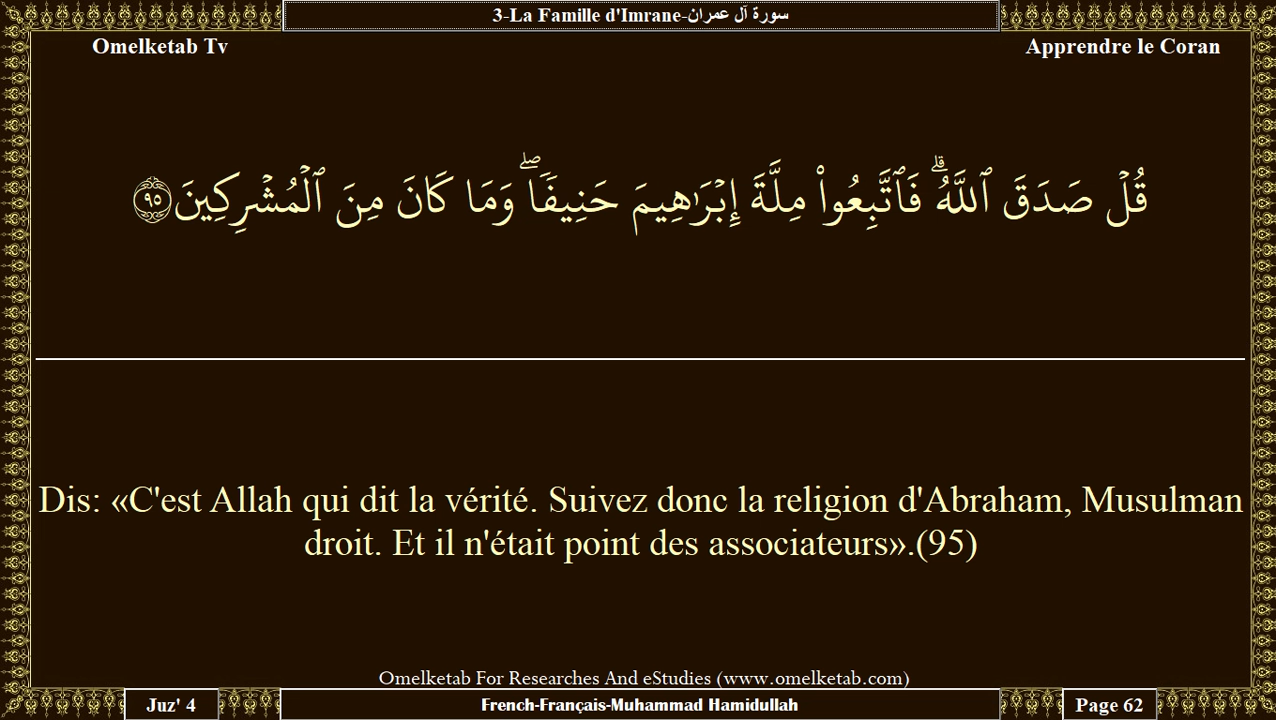 3-La Famille d'Imrane-سورة آل عمران
Omelketab Tv
Apprendre le Coran
قُلۡ صَدَقَ ٱللَّهُۗ فَٱتَّبِعُواْ مِلَّةَ إِبۡرَٰهِيمَ حَنِيفٗاۖ وَمَا كَانَ مِنَ ٱلۡمُشۡرِكِينَ ٩٥
Dis: «C'est Allah qui dit la vérité. Suivez donc la religion d'Abraham, Musulman
droit. Et il n'était point des associateurs».(95)
Omelketab For Researches And eStudies (www.omelketab.com)
Juz' 4
French-Français-Muhammad Hamidullah
Page 62